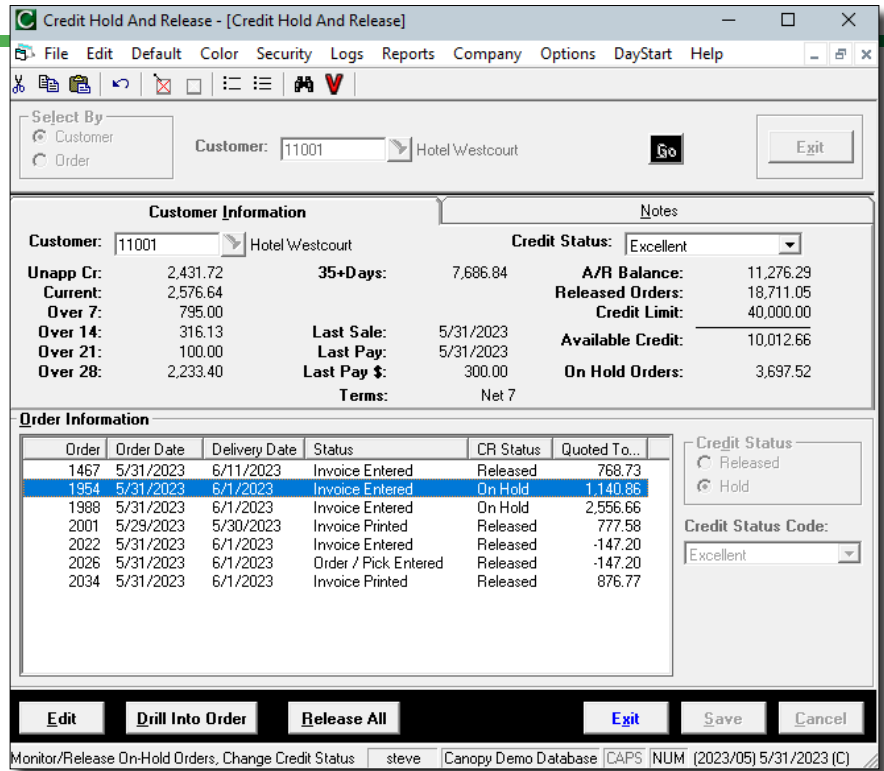 Credit Hold And Release - [Credit Hold And Release]
File Edit Default Color Security Logs Reports Company Options DayStart Help
Select By
Customer
Order
Customer: 11001 Hotel Westcourt
Go
Exit
Customer Information
Notes
Customer: 11001 Hotel Westcourt Credit Status: Excellent
Unapp Cr: 2,431.72 35+Days: 7,686.84 A/R Balance: 11,276.29
Current: 2,576.64 Released Orders: 18,711.05
Over 7: 795.00 Credit Limit: 40,000.00
Over 14: 316.13 Last Sale: 5/31/2023 Available Credit: 10,012.66
Over 21: 100.00 Last Pay: 5/31/2023
Over 28: 2,233.40 Last Pay $: 300.00 On Hold Orders: 3,697.52
Terms: Net 7
Order Information
Order Order Date Delivery Date Status CR Status Quoted To...
1467 5/31/2023 6/11/2023 Invoice Entered Released 768.73
1954 5/31/2023 6/1/2023 Invoice Entered On Hold 1,140.86
1988 5/31/2023 6/1/2023 Invoice Entered On Hold 2,556.66
2001 5/29/2023 5/30/2023 Invoice Printed Released 777.58
2022 5/31/2023 6/1/2023 Invoice Entered Released -147.20
2026 5/31/2023 6/1/2023 Order / Pick Entered Released -147.20
2034 5/31/2023 6/1/2023 Invoice Printed Released 876.77
Credit Status
Released
Hold
Credit Status Code:
Excellent
Edit Drill Into Order Release All Exit Save Cancel
Monitor/Release On-Hold Orders, Change Credit Status steve Canopy Demo Database CAPS NUM (2023/05) 5/31/2023 (C)